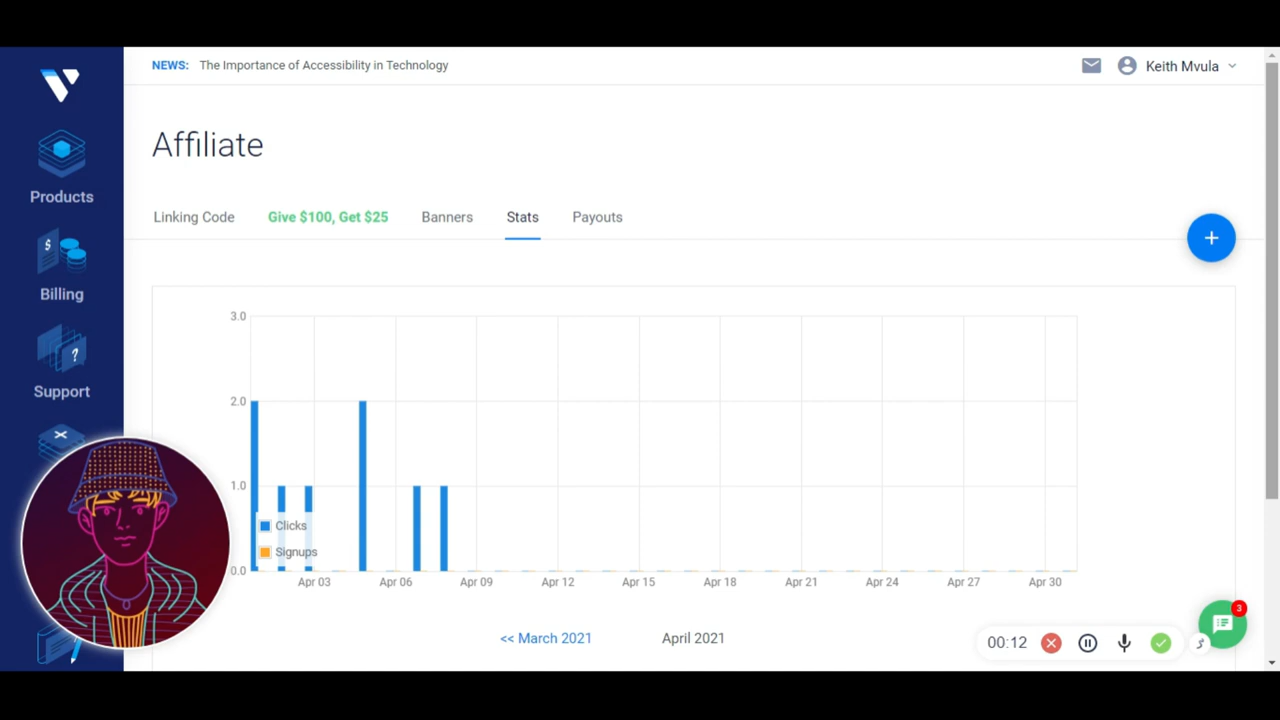 NEWS: The Importance of Accessibility in Technology
Keith Mvula
Affiliate
Products
Linking Code
Give $100, Get $25
Banners
Stats
Payouts
+
$
Billing
?
Support
3.0
2.0
1.0
0.0
Clicks
Signups
Apr 03
Apr 06
Apr 09
Apr 12
Apr 15
Apr 18
Apr 21
Apr 24
Apr 27
Apr 30
<< March 2021
April 2021
00:12
3